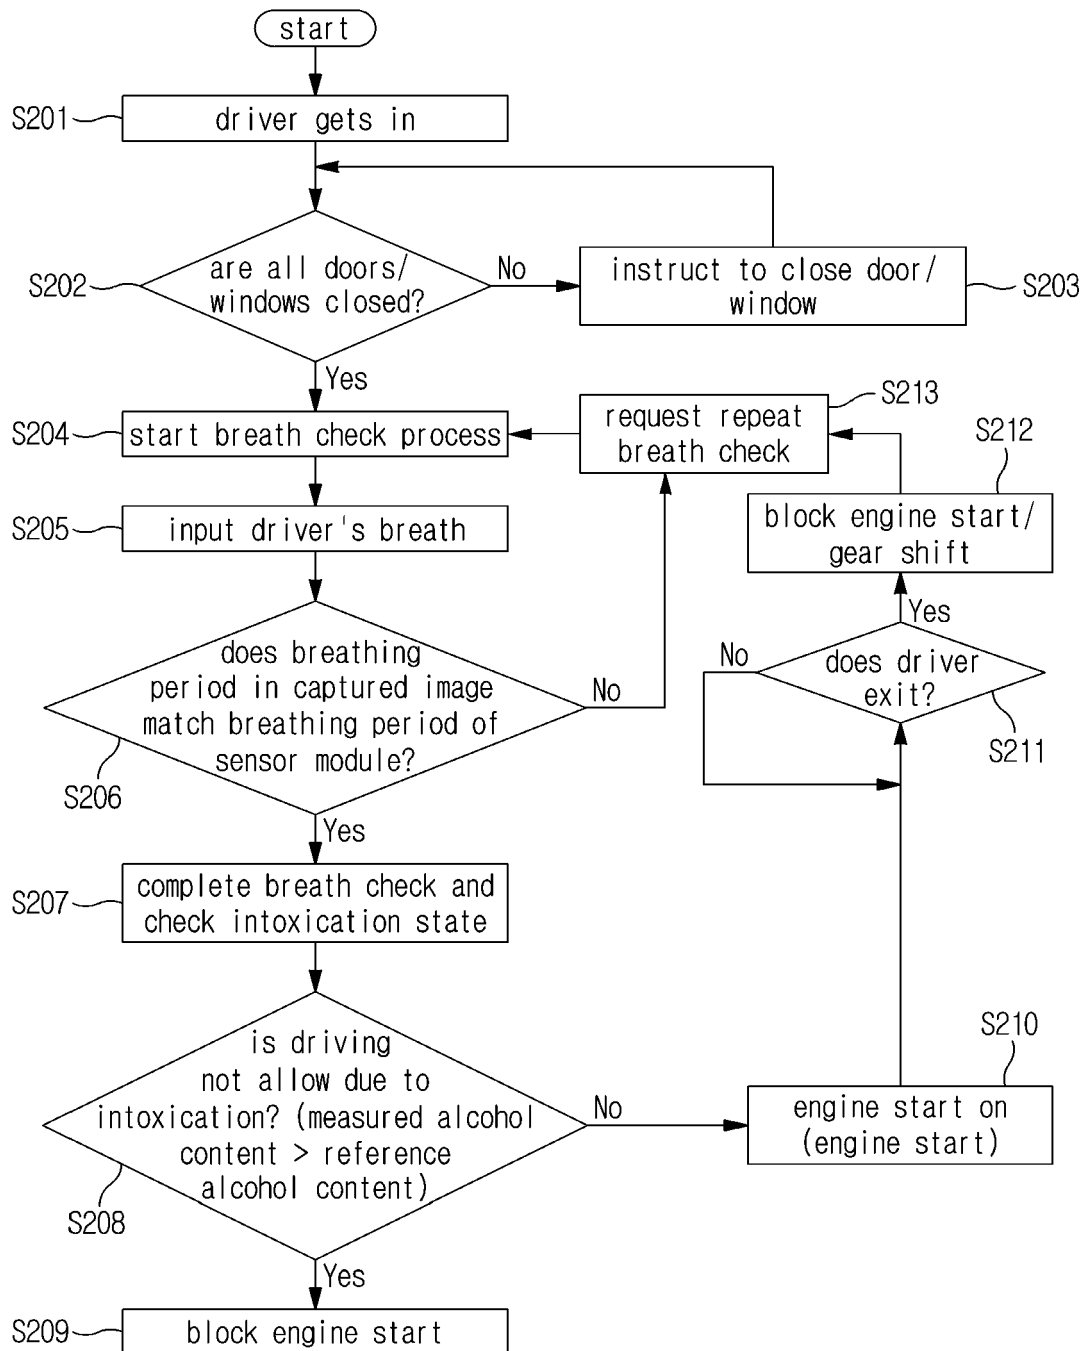 start
S201
driver gets in
S202
are all doors/
windows closed?
No
instruct to close door/
window
S203
Yes
S204
start breath check process
request repeat
breath check
S213
S212
S205
input driver's breath
block engine start/
gear shift
Yes
does breathing
period in captured image
match breathing period of
sensor module?
No
S206
No
does driver
exit?
S211
Yes
S207
complete breath check and
check intoxication state
is driving
not allow due to
intoxication? (measured alcohol
content > reference
alcohol content)
No
S208
S210
engine start on
(engine start)
Yes
S209
block engine start